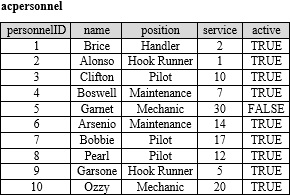 acpersonnel
personnelID name position service active
1 Brice Handler 2 TRUE
2 Alonso Hook Runner 1 TRUE
3 Clifton Pilot 10 TRUE
4 Boswell Maintenance 7 TRUE
5 Garnet Mechanic 30 FALSE
6 Arsenio Maintenance 14 TRUE
7 Bobbie Pilot 17 TRUE
8 Pearl Pilot 12 TRUE
9 Garsone Hook Runner 5 TRUE
10 Ozzy Mechanic 20 TRUE